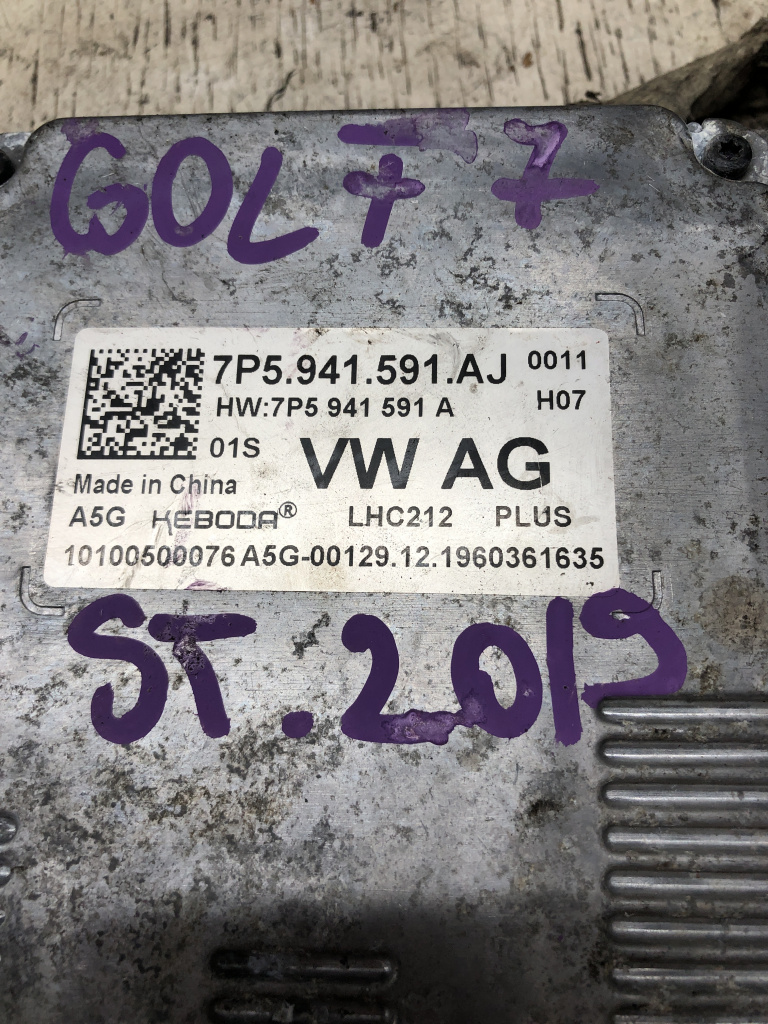 GOLF 7
7P5.941.591.AJ 0011
HW:7P5 941 591 A H07
01S VW AG
Made in China
A5G KEBODA® LHC212 PLUS
10100500076 A5G-00129.12.1960361635
ST.2019